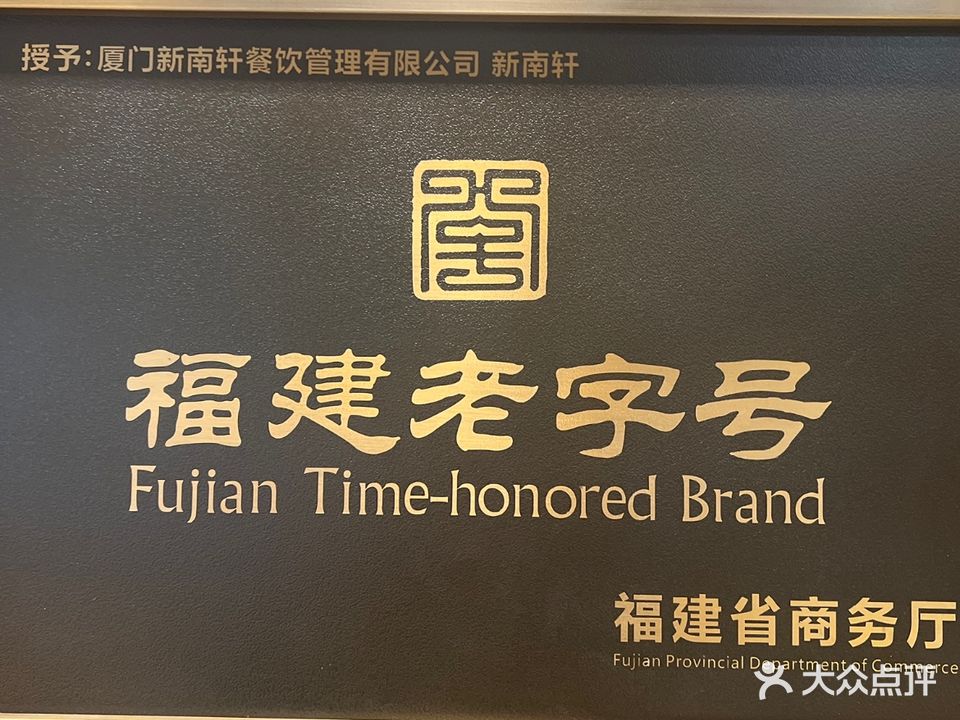 授予:厦门新南轩餐饮管理有限公司 新南轩
福建老字号
Fujian Time-honored Brand
福建省商务厅
Fujian Provincial Department of Commerce
大众点评